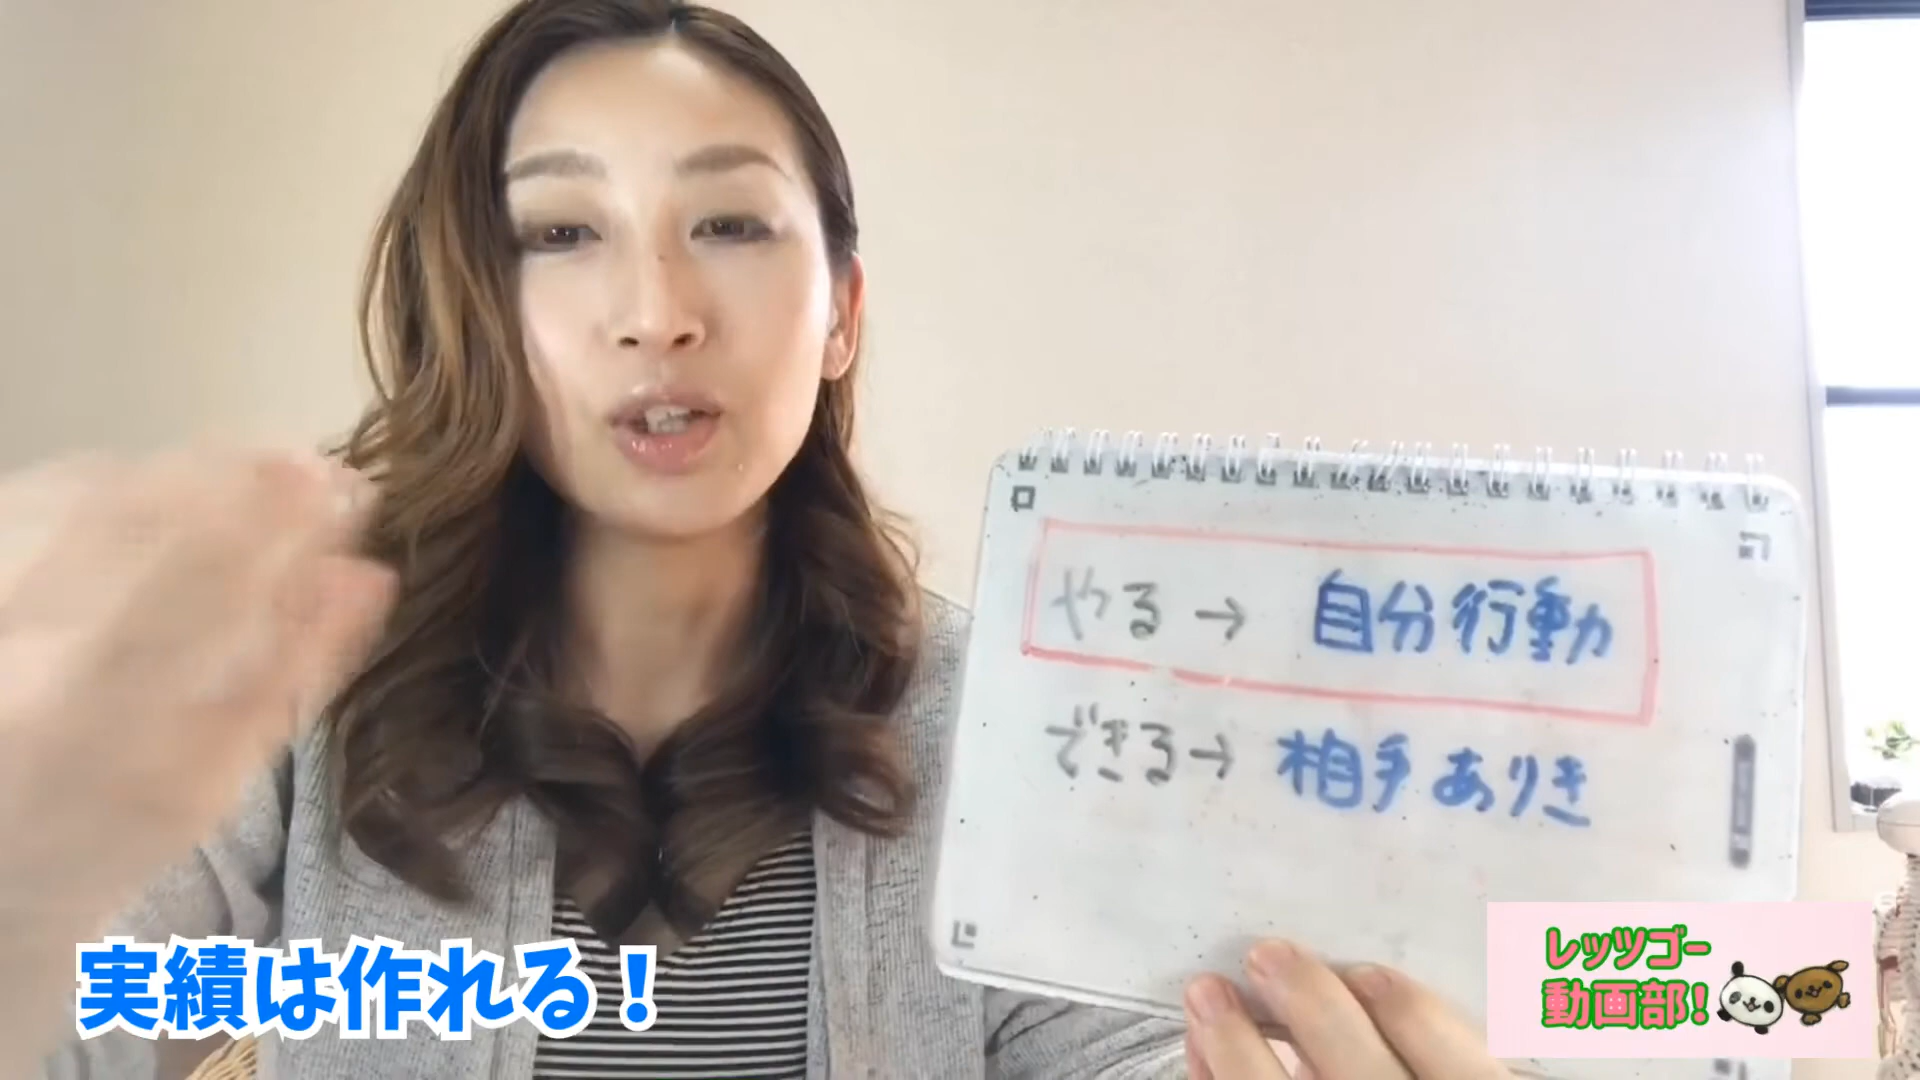 やる→ 自分行動
できる→ 相手ありき
実績は作れる！
レッツゴー
動画部！